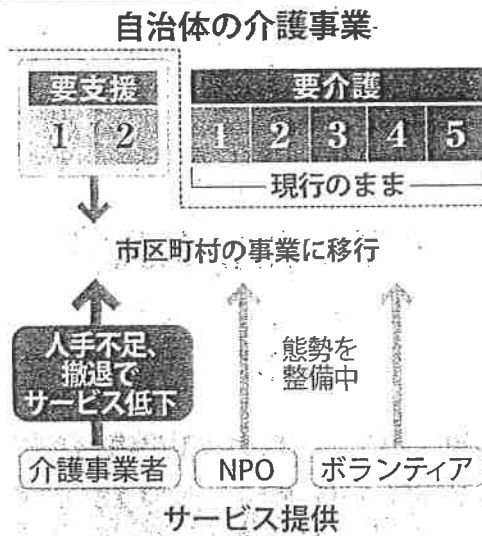 自治体の介護事業
要支援
1 2
要介護
1 2 3 4 5
現行のまま
市区町村の事業に移行
人手不足、
撤退で
サービス低下
態勢を
整備中
介護事業者 NPO ボランティア
サービス提供